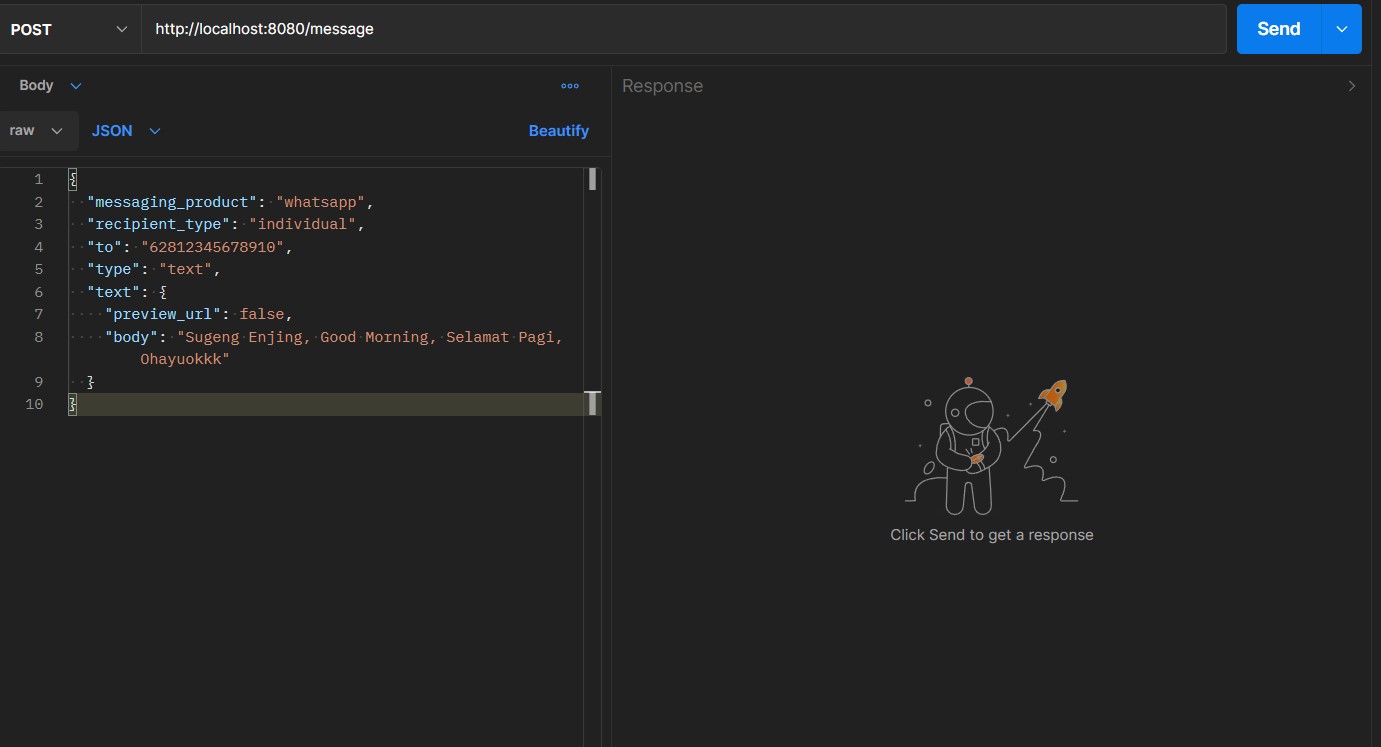 POST http://localhost:8080/message Send
Body Response
raw JSON Beautify
1 {
2 "messaging_product": "whatsapp",
3 "recipient_type": "individual",
4 "to": "62812345678910",
5 "type": "text",
6 "text": {
7 "preview_url": false,
8 "body": "Sugeng Enjing, Good Morning, Selamat Pagi,
Ohayuokkk"
9 }
10 }
Click Send to get a response